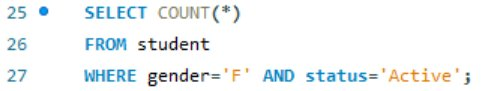 25 SELECT COUNT(*)
26 FROM student
27 WHERE gender='F' AND status='Active';